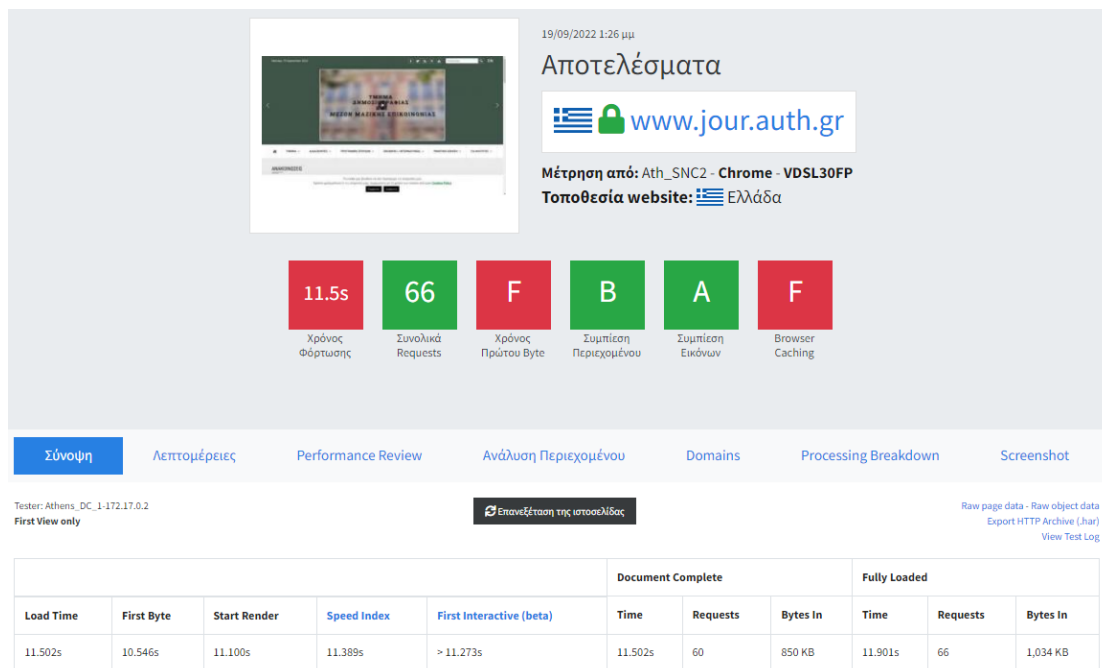 19/09/2022 1:26 μμ
Αποτελέσματα
www.jour.auth.gr
Μέτρηση από: Ath_SNC2 - Chrome - VDSL30FP
Τοποθεσία website: Ελλάδα
ΤΜΗΜΑ
ΔΗΜΟΣΙΟΓΡΑΦΙΑΣ
ΜΕΣΩΝ ΜΑΖΙΚΗΣ ΕΠΙΚΟΙΝΩΝΙΑΣ
ΑΝΑΚΟΙΝΩΣΕΙΣ
11.5s 66 F B A F
Χρόνος Συνολικά Χρόνος Συμπίεση Συμπίεση Browser
Φόρτωσης Requests Πρώτου Byte Περιεχομένου Εικόνων Caching
Σύνοψη Λεπτομέρειες Performance Review Ανάλυση Περιεχομένου Domains Processing Breakdown Screenshot
Tester: Athens_DC_1-172.17.0.2
First View only
Επανεξέταση της ιστοσελίδας
Raw page data - Raw object data
Export HTTP Archive (.har)
View Test Log
Document Complete Fully Loaded
Load Time First Byte Start Render Speed Index First Interactive (beta) Time Requests Bytes In Time Requests Bytes In
11.502s 10.546s 11.100s 11.389s > 11.273s 11.502s 60 850 KB 11.901s 66 1,034 KB